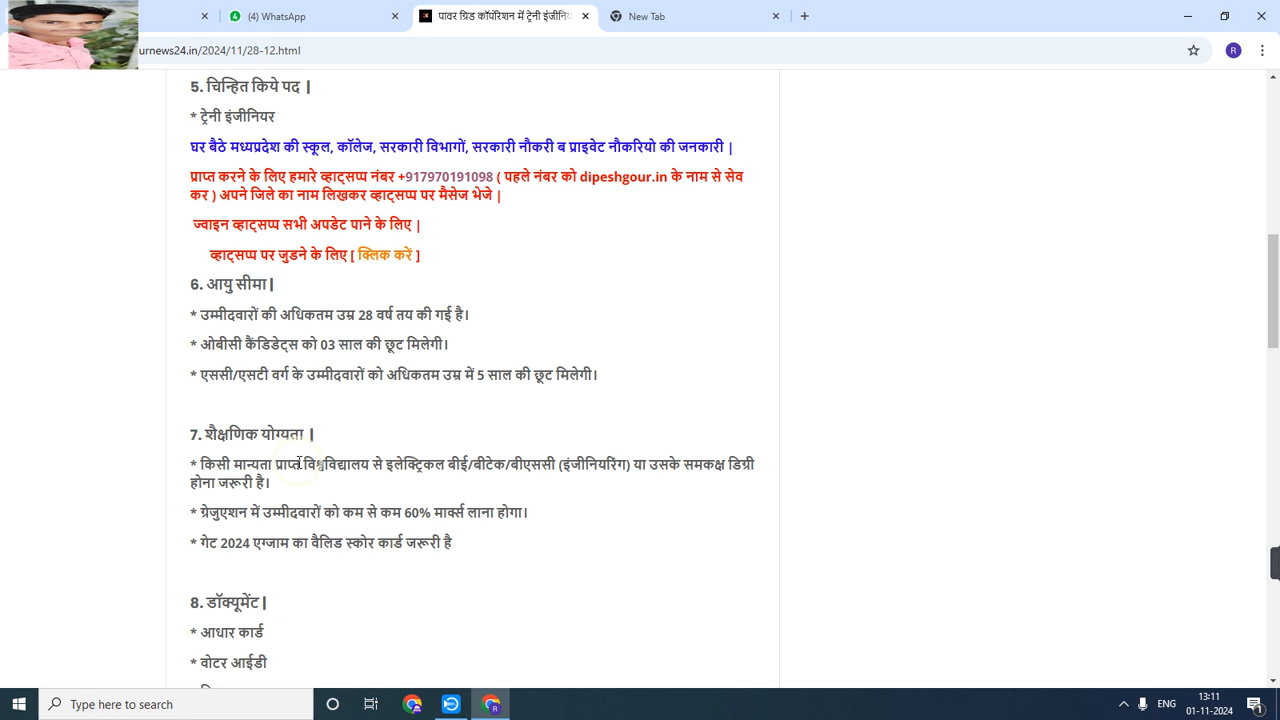 (4) WhatsApp
पावर ग्रिड कॉर्पोरेशन में ट्रेनी इंजीनि
New Tab
urnews24.in/2024/11/28-12.html
R
5. चिन्हित किये पद |
* ट्रेनी इंजीनियर
घर बैठे मध्यप्रदेश की स्कूल, कॉलेज, सरकारी विभागों, सरकारी नौकरी ब प्राइवेट नौकरियो की जनकारी |
प्राप्त करने के लिए हमारे व्हाट्सप्प नंबर +917970191098 ( पहले नंबर को dipeshgour.in के नाम से सेव
कर ) अपने जिले का नाम लिखकर व्हाट्सप्प पर मैसेज भेजे |
ज्वाइन व्हाट्सप्प सभी अपडेट पाने के लिए |
व्हाट्सप्प पर जुडने के लिए [ क्लिक करें ]
6. आयु सीमा |
* उम्मीदवारों की अधिकतम उम्र 28 वर्ष तय की गई है।
* ओबीसी कैंडिडेट्स को 03 साल की छूट मिलेगी।
* एससी/एसटी वर्ग के उम्मीदवारों को अधिकतम उम्र में 5 साल की छूट मिलेगी।
7. शैक्षणिक योग्यता |
* किसी मान्यता प्राप्त विश्वविद्यालय से इलेक्ट्रिकल बीई/बीटेक/बीएससी (इंजीनियरिंग) या उसके समकक्ष डिग्री
होना जरूरी है।
* ग्रेजुएशन में उम्मीदवारों को कम से कम 60% मार्क्स लाना होगा।
* गेट 2024 एग्जाम का वैलिड स्कोर कार्ड जरूरी है
8. डॉक्यूमेंट |
* आधार कार्ड
* वोटर आईडी
Type here to search
R
ENG
13:11
01-11-2024
1